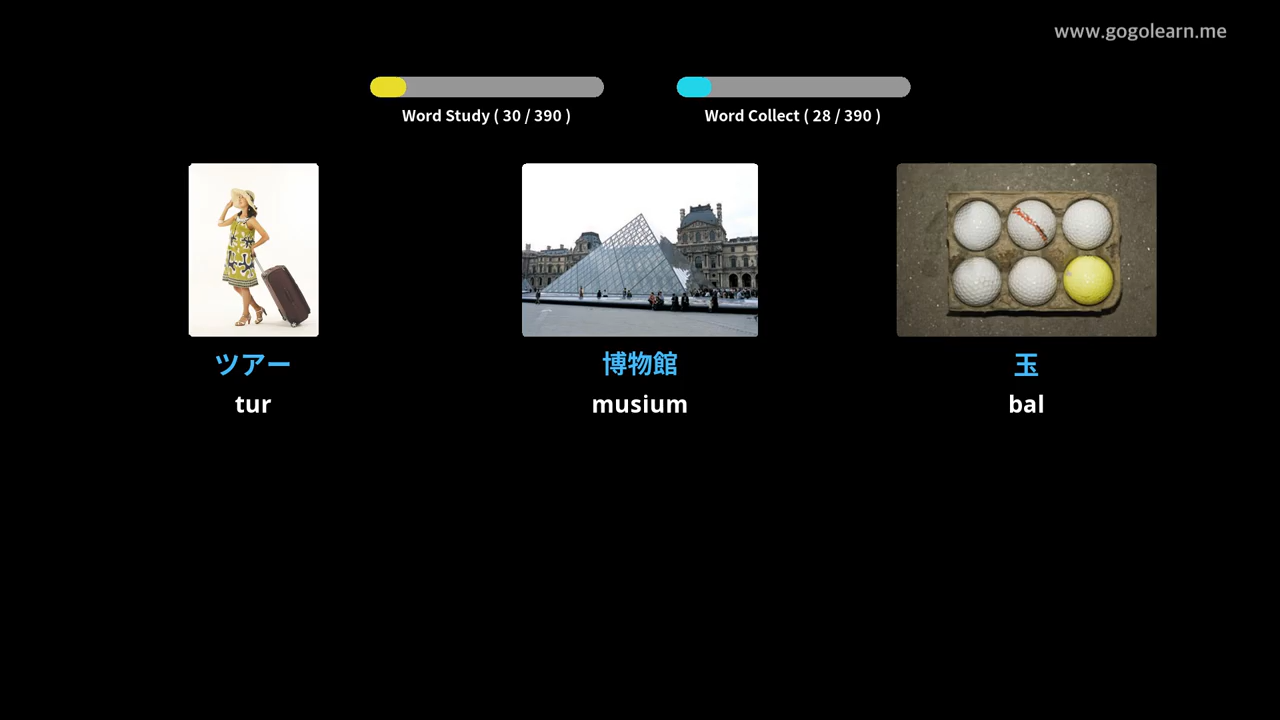 www.gogolearn.me
Word Study ( 30 / 390 )
Word Collect ( 28 / 390 )
ツアー
tur
博物館
musium
玉
bal